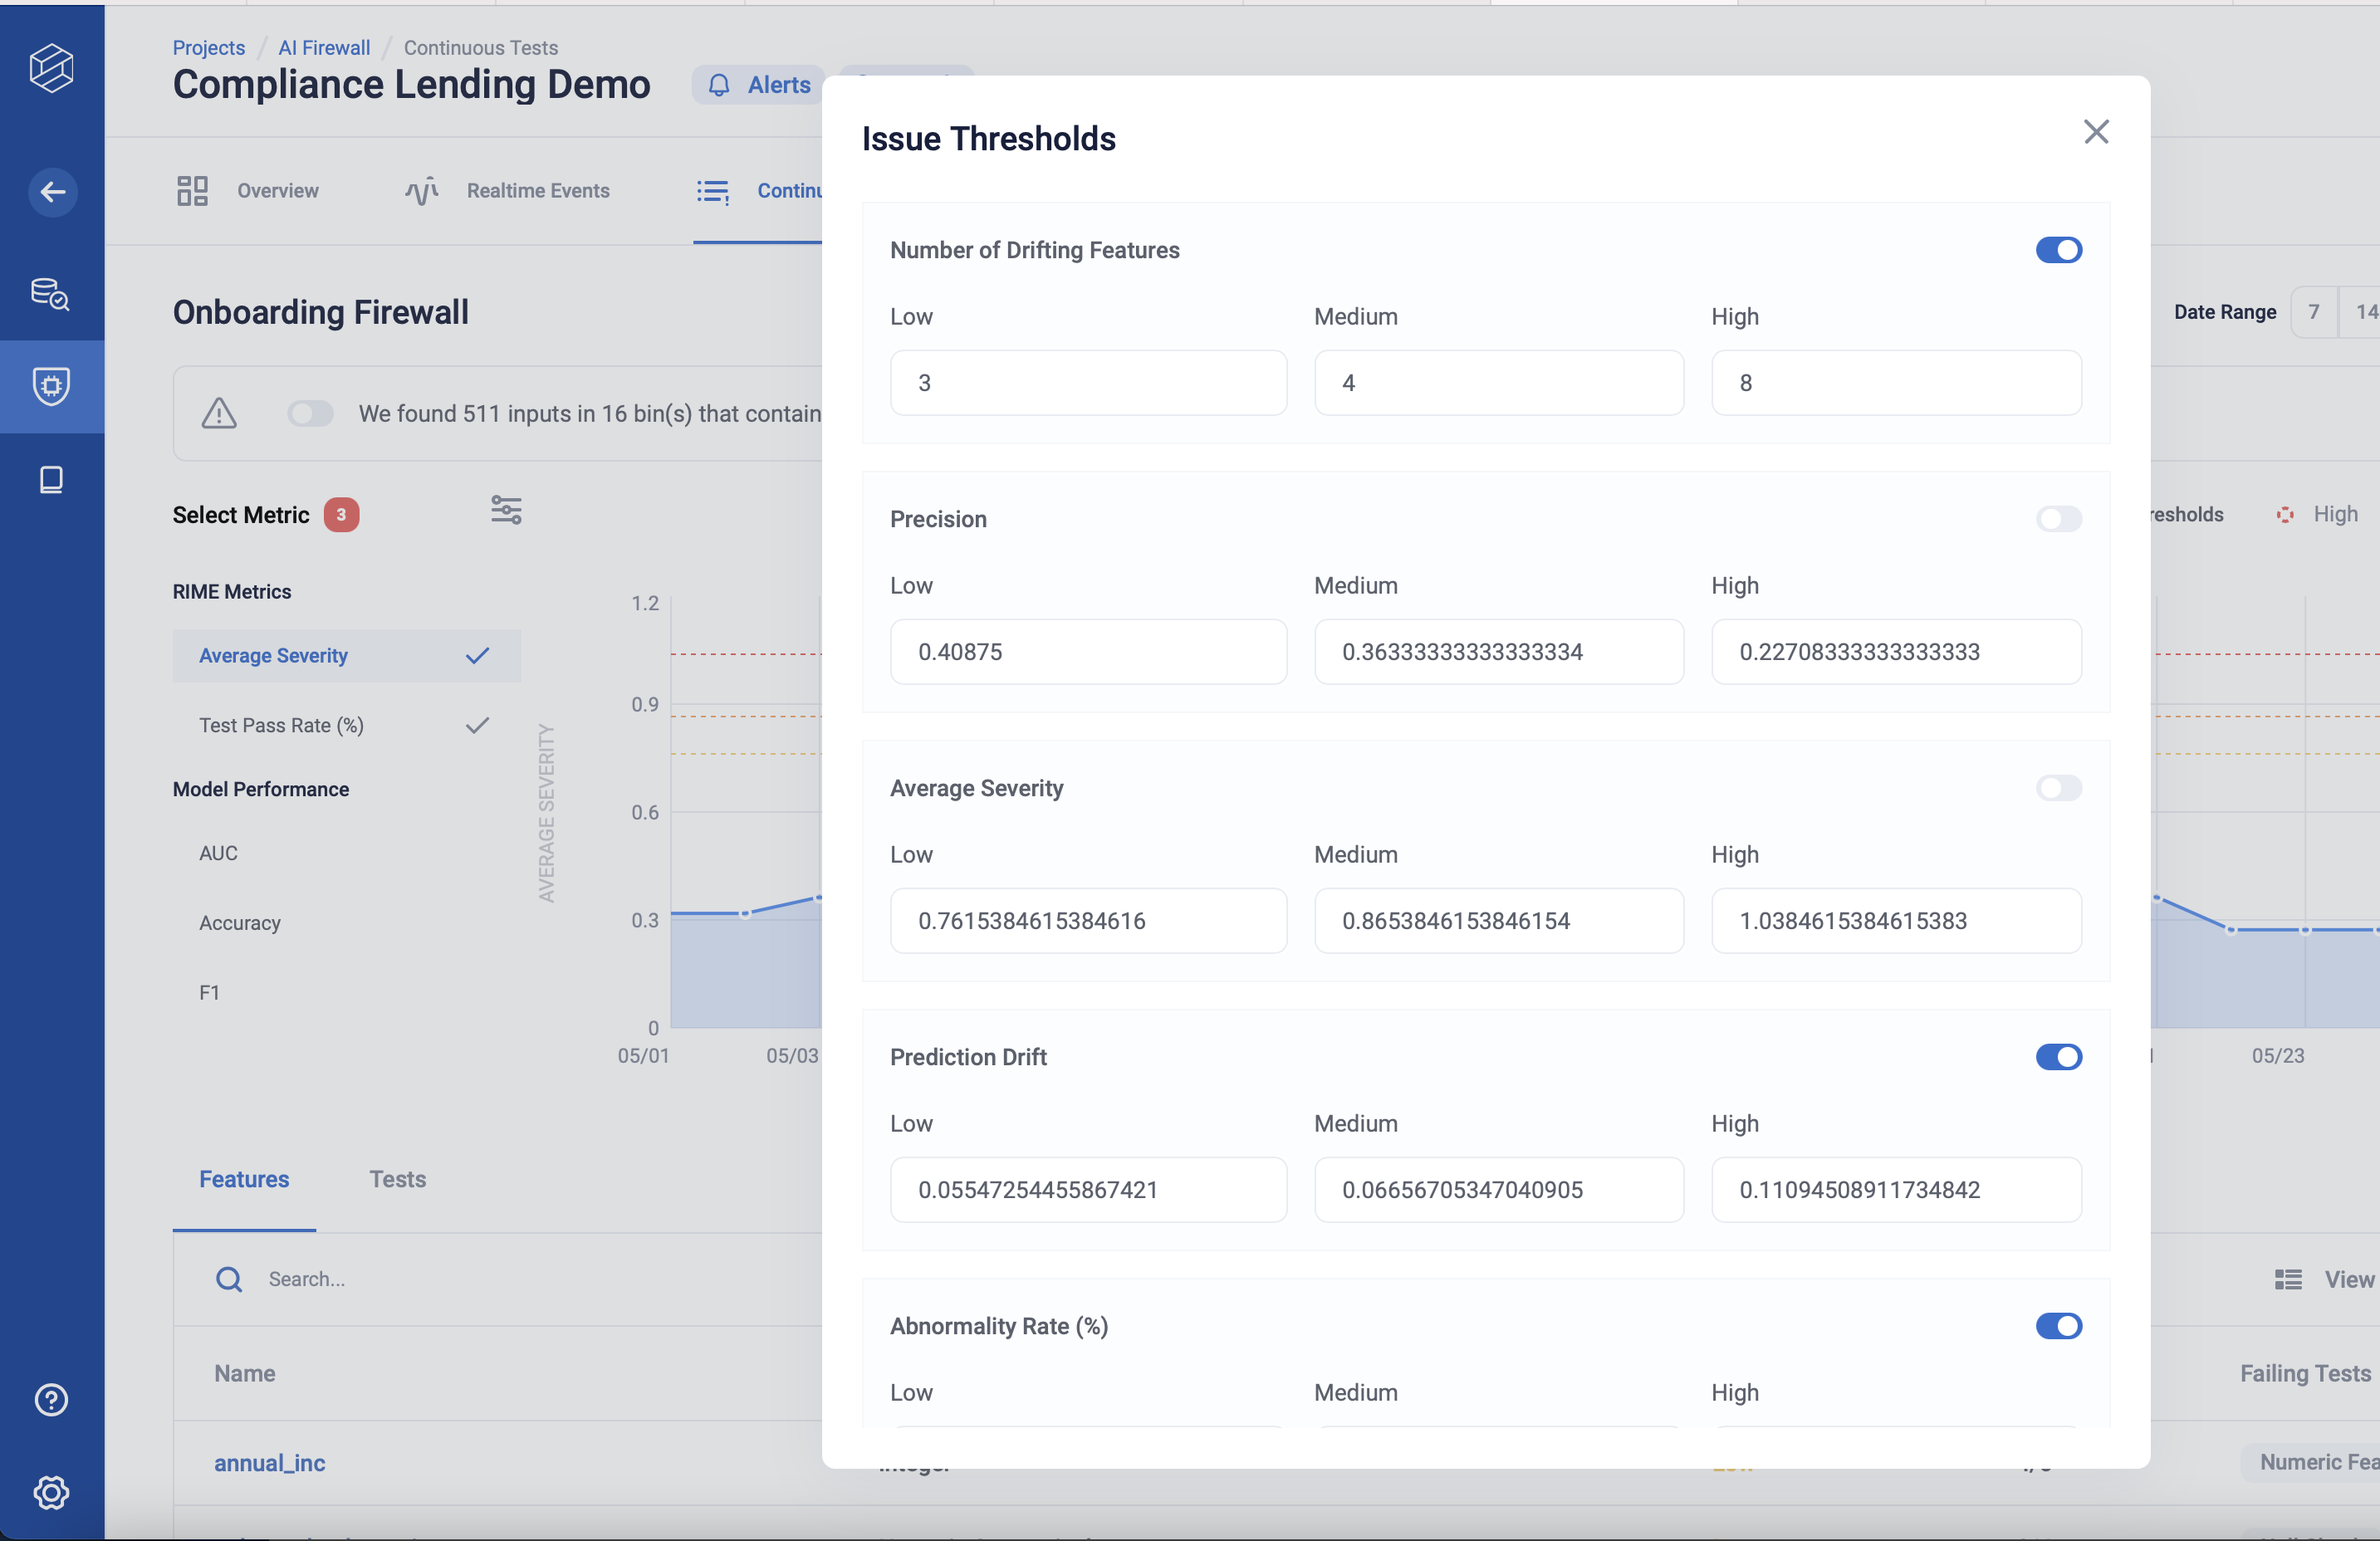 Projects / AI Firewall / Continuous Tests
Compliance Lending Demo
Alerts
Overview
Realtime Events
Continu
Onboarding Firewall
Date Range
7
14
We found 511 inputs in 16 bin(s) that contain
Select Metric
3
resholds
High
RIME Metrics
Average Severity
Test Pass Rate (%)
Model Performance
AUC
Accuracy
F1
AVERAGE SEVERITY
1.2
0.9
0.6
0.3
0
05/01
05/03
05/23
Features
Tests
Search...
View
Name
Failing Tests
annual_inc
Numeric Fea
Issue Thresholds
Number of Drifting Features
Low
Medium
High
3
4
8
Precision
Low
Medium
High
0.40875
0.36333333333333334
0.22708333333333333
Average Severity
Low
Medium
High
0.7615384615384616
0.8653846153846154
1.0384615384615383
Prediction Drift
Low
Medium
High
0.05547254455867421
0.06656705347040905
0.11094508911734842
Abnormality Rate (%)
Low
Medium
High